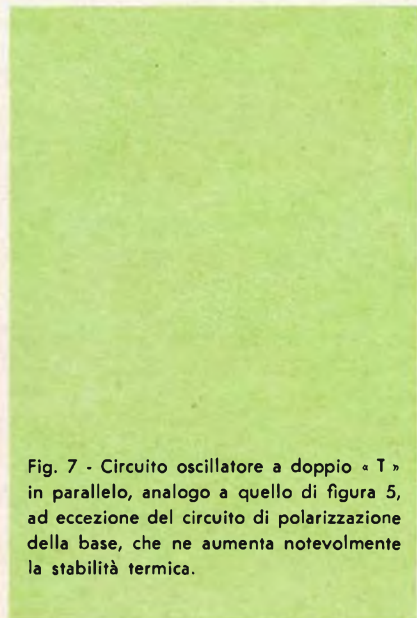 Fig. 7 - Circuito oscillatore a doppio « T »
in parallelo, analogo a quello di figura 5,
ad eccezione del circuito di polarizzazione
della base, che ne aumenta notevolmente
la stabilità termica.